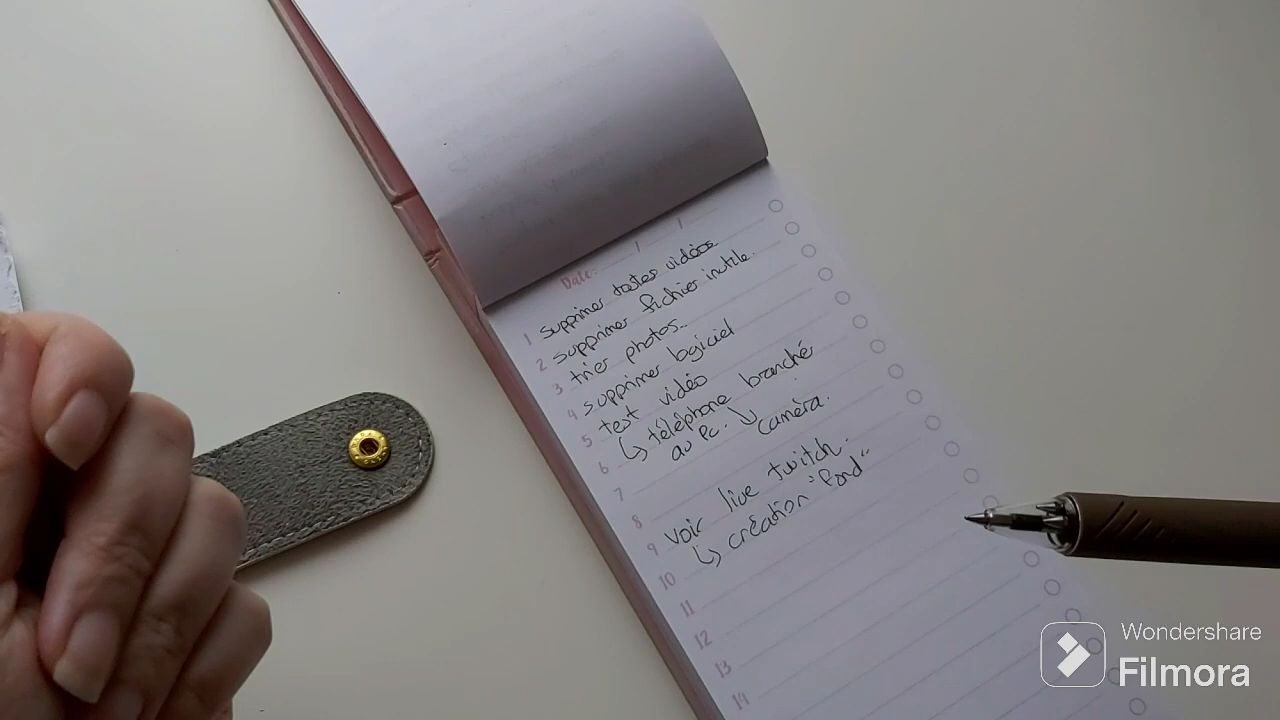 Date: / /
1 supprimer toutes vidéos
2 supprimer fichier inutile.
3 trier photos.
4 supprimer logiciel
5 test vidéo
6 ↳ téléphone branché
7 au PC. ↳ caméra.
8
9 voir live twitch.
10 ↳ création "fond"
11
12
13
14
Wondershare
Filmora